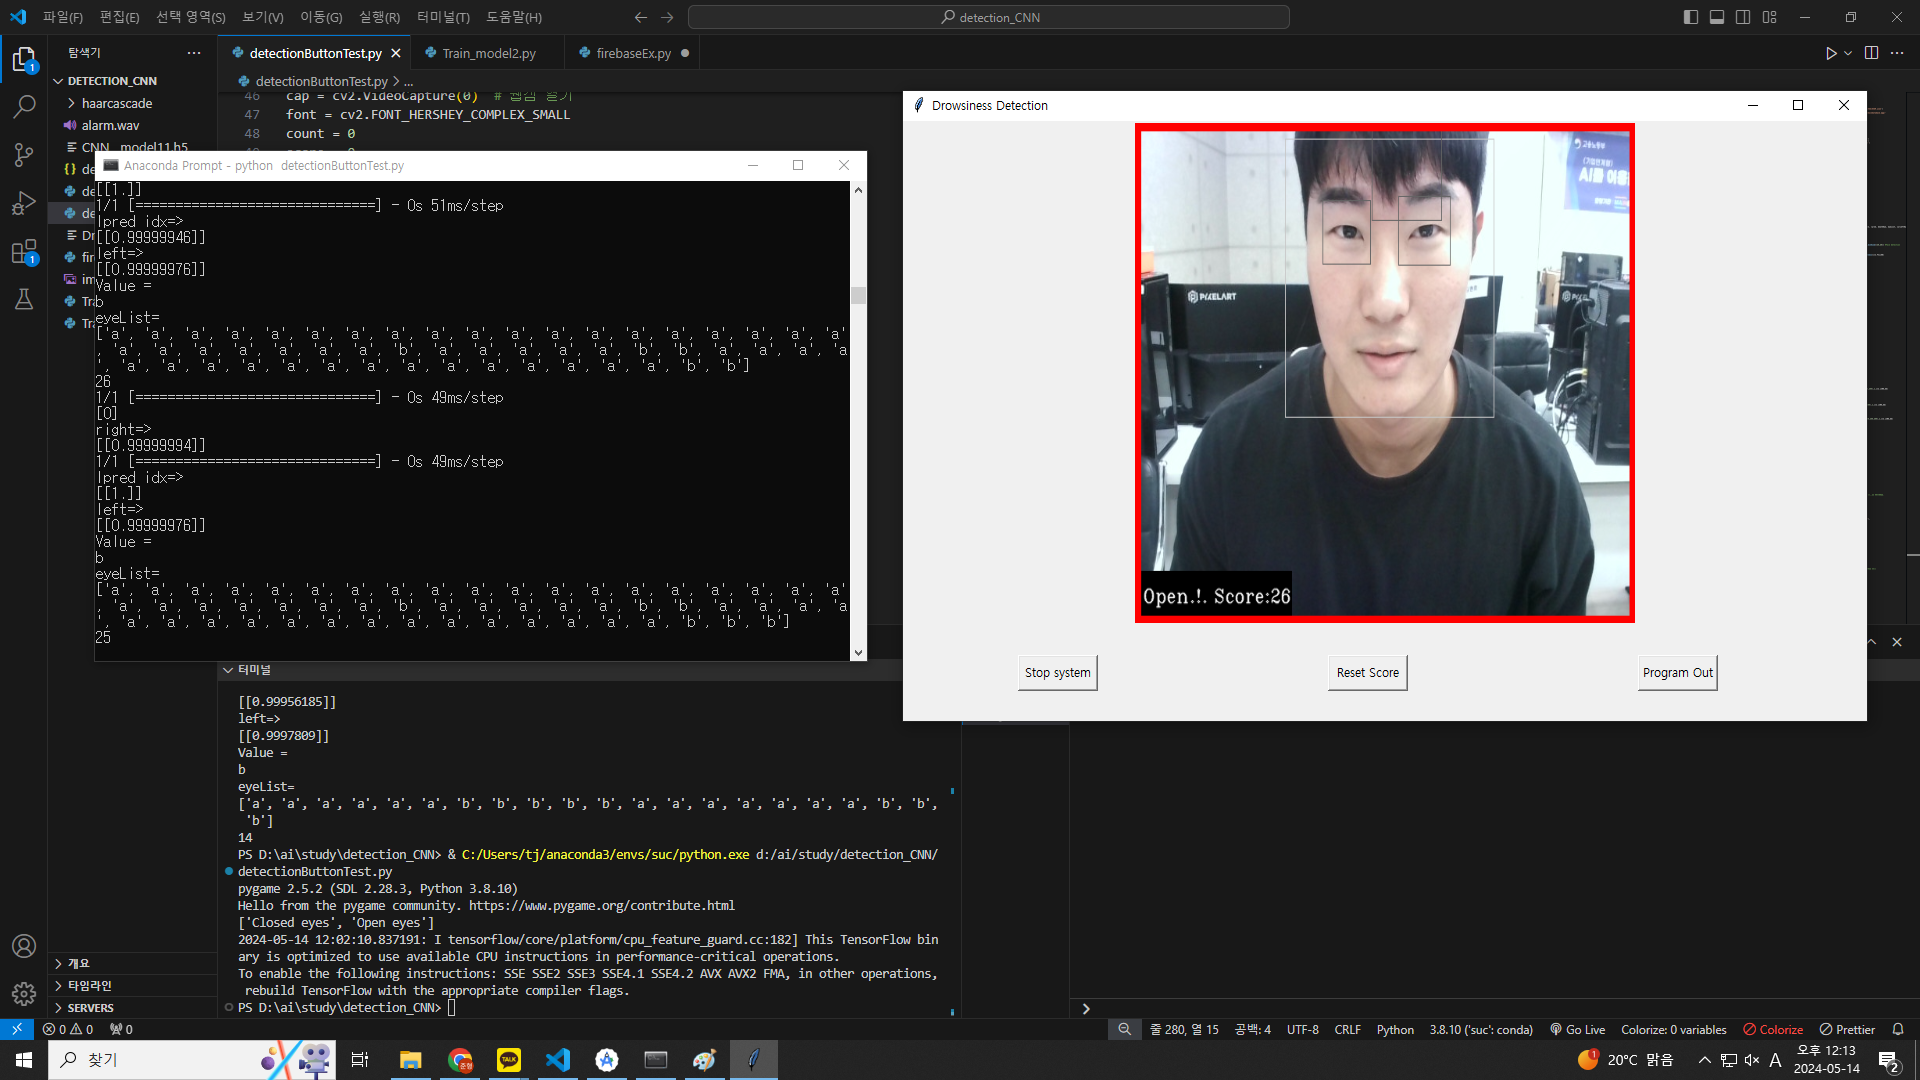 파일(F) 편집(E) 선택 영역(S) 보기(V) 이동(G) 실행(R) 터미널(T) 도움말(H)
detection_CNN
탐색기
DETECTION_CNN
haarcascade
alarm.wav
CNN__model11.h5
detectionButtonTest.py
Train_model2.py
firebaseEx.py
detectionButtonTest.py > ...
46 cap = cv2.VideoCapture(0) # 웹캠 열기
47 font = cv2.FONT_HERSHEY_COMPLEX_SMALL
48 count = 0
Anaconda Prompt - python detectionButtonTest.py
[[1.]]
1/1 [==============================] - 0s 51ms/step
lpred idx=>
[[0.99999946]]
left=>
[[0.99999976]]
Value =
b
eyeList=
['a', 'a', 'a', 'a', 'a', 'a', 'a', 'a', 'a', 'a', 'a', 'a', 'a', 'a', 'a', 'a', 'a', 'a', 'a'
, 'a', 'a', 'a', 'a', 'a', 'a', 'a', 'b', 'a', 'a', 'a', 'a', 'a', 'b', 'b', 'a', 'a', 'a', 'a'
, 'a', 'a', 'a', 'a', 'a', 'a', 'a', 'a', 'a', 'a', 'a', 'a', 'a', 'a', 'b', 'b']
26
1/1 [==============================] - 0s 49ms/step
[0]
right=>
[[0.99999994]]
1/1 [==============================] - 0s 49ms/step
lpred idx=>
[[1.]]
left=>
[[0.99999976]]
Value =
b
eyeList=
['a', 'a', 'a', 'a', 'a', 'a', 'a', 'a', 'a', 'a', 'a', 'a', 'a', 'a', 'a', 'a', 'a', 'a', 'a'
, 'a', 'a', 'a', 'a', 'a', 'a', 'a', 'b', 'a', 'a', 'a', 'a', 'a', 'b', 'b', 'a', 'a', 'a', 'a'
, 'a', 'a', 'a', 'a', 'a', 'a', 'a', 'a', 'a', 'a', 'a', 'a', 'a', 'a', 'b', 'b', 'b']
25
Drowsiness Detection
고용노동부
PIXELART
Open.!. Score:26
Stop system
Reset Score
Program Out
터미널
[[0.99956185]]
left=>
[[0.9997809]]
Value =
b
eyeList=
['a', 'a', 'a', 'a', 'a', 'a', 'b', 'b', 'b', 'b', 'b', 'a', 'a', 'a', 'a', 'a', 'a', 'a', 'b', 'b',
'b']
14
PS D:\ai\study\detection_CNN> & C:/Users/tj/anaconda3/envs/suc/python.exe d:/ai/study/detection_CNN/
detectionButtonTest.py
pygame 2.5.2 (SDL 2.28.3, Python 3.8.10)
Hello from the pygame community. https://www.pygame.org/contribute.html
['Closed eyes', 'Open eyes']
2024-05-14 12:02:10.837191: I tensorflow/core/platform/cpu_feature_guard.cc:182] This TensorFlow bin
ary is optimized to use available CPU instructions in performance-critical operations.
To enable the following instructions: SSE SSE2 SSE3 SSE4.1 SSE4.2 AVX AVX2 FMA, in other operations,
rebuild TensorFlow with the appropriate compiler flags.
PS D:\ai\study\detection_CNN>
개요
타임라인
SERVERS
0 0 0
줄 280, 열 15 공백: 4 UTF-8 CRLF Python 3.8.10 ('suc': conda) Go Live Colorize: 0 variables Colorize Prettier
찾기
TALK
20°C 맑음
A
오후 12:13
2024-05-14
2